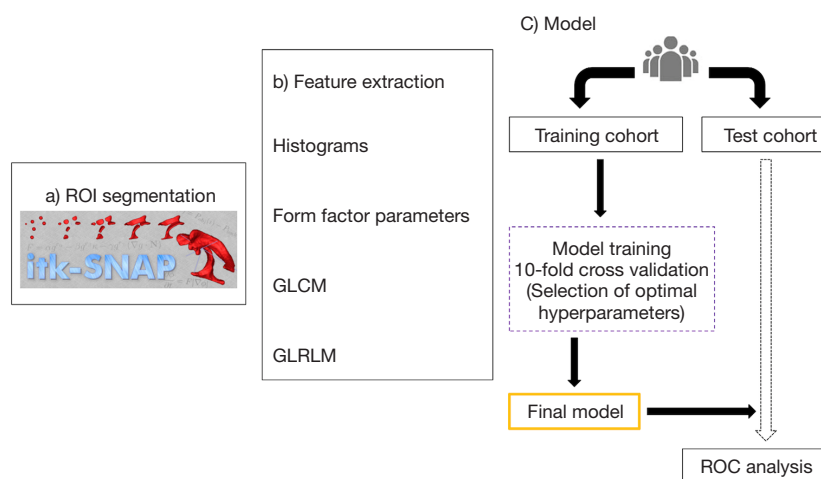 a) ROI segmentation
itk-SNAP
b) Feature extraction
Histograms
Form factor parameters
GLCM
GLRLM
C) Model
Training cohort
Test cohort
Model training
10-fold cross validation
(Selection of optimal
hyperparameters)
Final model
ROC analysis